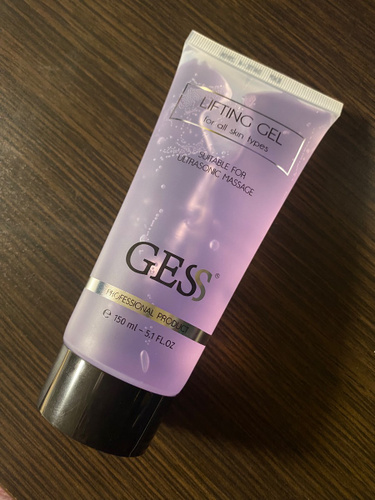 LIFTING GEL
for all skin types
SUITABLE FOR
ULTRASONIC MASSAGE
GESS®
PROFESSIONAL PRODUCT
℮ 150 ml – 5.1 FL.OZ